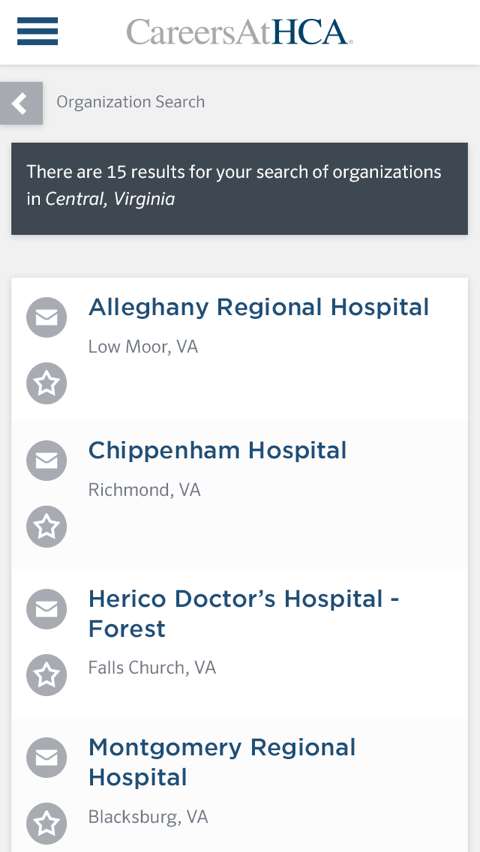 CareersAtHCA
Organization Search
There are 15 results for your search of organizations
in Central, Virginia
Alleghany Regional Hospital
Low Moor, VA
Chippenham Hospital
Richmond, VA
Herico Doctor's Hospital -
Forest
Falls Church, VA
Montgomery Regional
Hospital
Blacksburg, VA